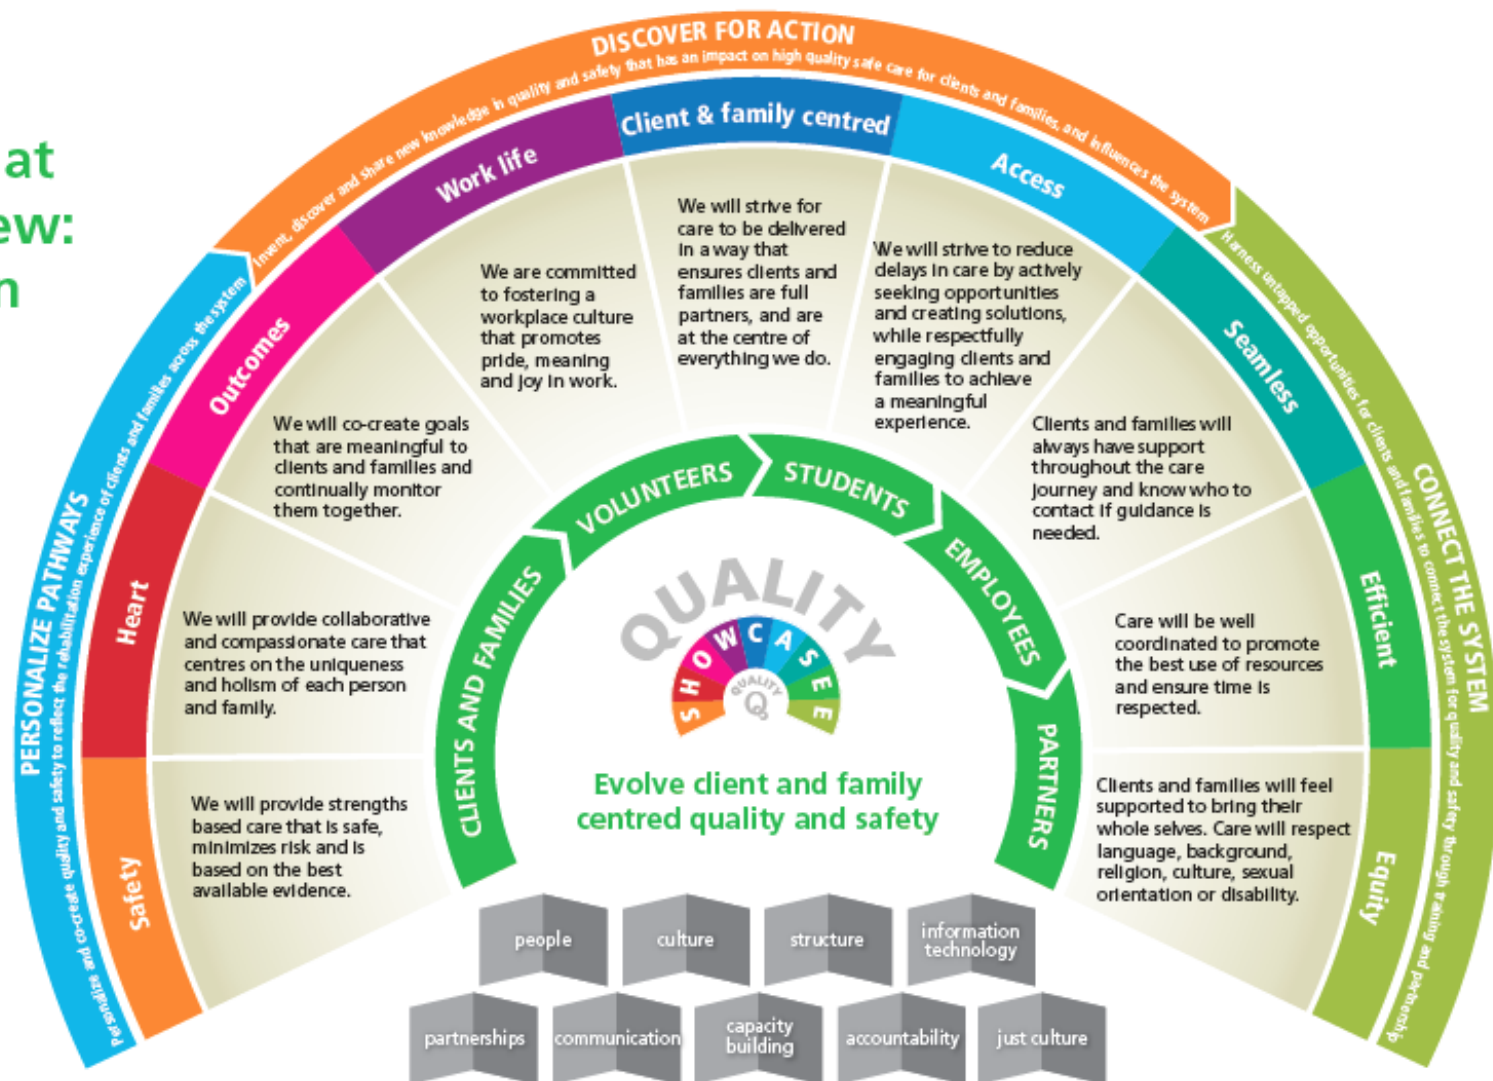 at
ew:
n
DISCOVER FOR ACTION
Invent, discover and share new knowledge in quality and safety that has an impact on high quality safe care for clients and families, and influences the system
PERSONALIZE PATHWAYS
Personalize and co-create quality and safety to reflect the rehabilitation experience of clients and families across the system
CONNECT THE SYSTEM
Harness untapped opportunities for clients and families to connect the system for quality and safety through training and partnership
Safety
We will provide strengths
based care that is safe,
minimizes risk and is
based on the best
available evidence.
Heart
We will provide collaborative
and compassionate care that
centres on the uniqueness
and holism of each person
and family.
Outcomes
We will co-create goals
that are meaningful to
clients and families and
continually monitor
them together.
Work life
We are committed
to fostering a
workplace culture
that promotes
pride, meaning
and joy in work.
Client & family centred
We will strive for
care to be delivered
in a way that
ensures clients and
families are full
partners, and are
at the centre of
everything we do.
Access
We will strive to reduce
delays in care by actively
seeking opportunities
and creating solutions,
while respectfully
engaging clients and
families to achieve
a meaningful
experience.
Seamless
Clients and families will
always have support
throughout the care
journey and know who to
contact if guidance is
needed.
Efficient
Care will be well
coordinated to promote
the best use of resources
and ensure time is
respected.
Equity
Clients and families will feel
supported to bring their
whole selves. Care will respect
language, background,
religion, culture, sexual
orientation or disability.
CLIENTS AND FAMILIES
VOLUNTEERS
STUDENTS
EMPLOYEES
PARTNERS
QUALITY
SHOWCASEE
QUALITY
Q
Evolve client and family
centred quality and safety
people
culture
structure
information
technology
partnerships
communication
capacity
building
accountability
just culture